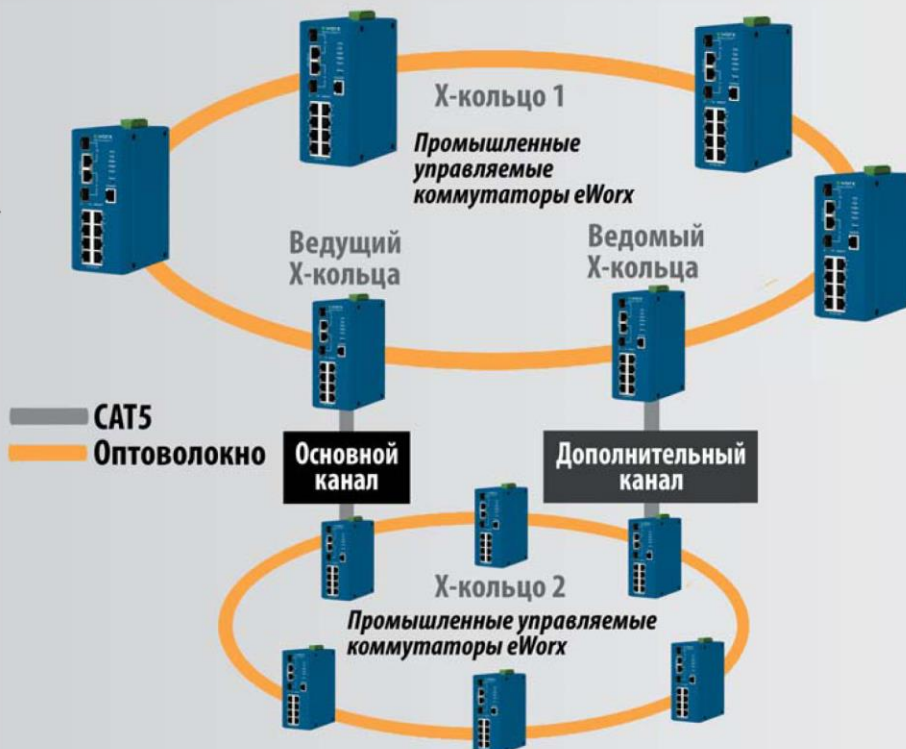 Х-кольцо 1
Промышленные
управляемые
коммутаторы eWorx
Ведущий
Х-кольца
Ведомый
Х-кольца
CAT5
Оптоволокно
Основной
канал
Дополнительный
канал
Х-кольцо 2
Промышленные управляемые
коммутаторы eWorx